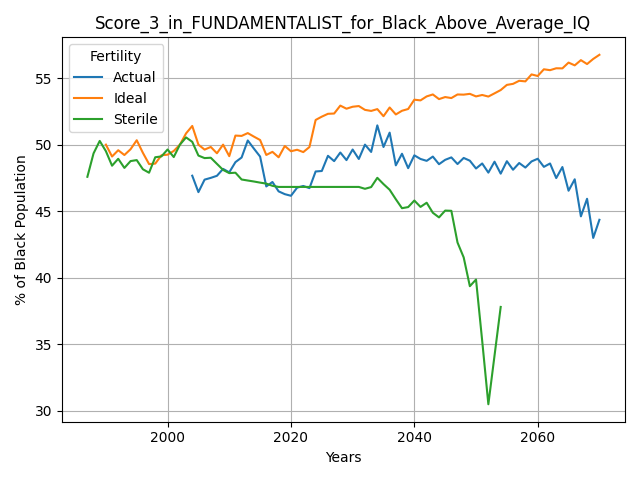 Score_3_in_FUNDAMENTALIST_for_Black_Above_Average_IQ
Fertility
Actual
Ideal
Sterile
% of Black Population
55
50
45
40
35
30
2000
2020
2040
2060
Years